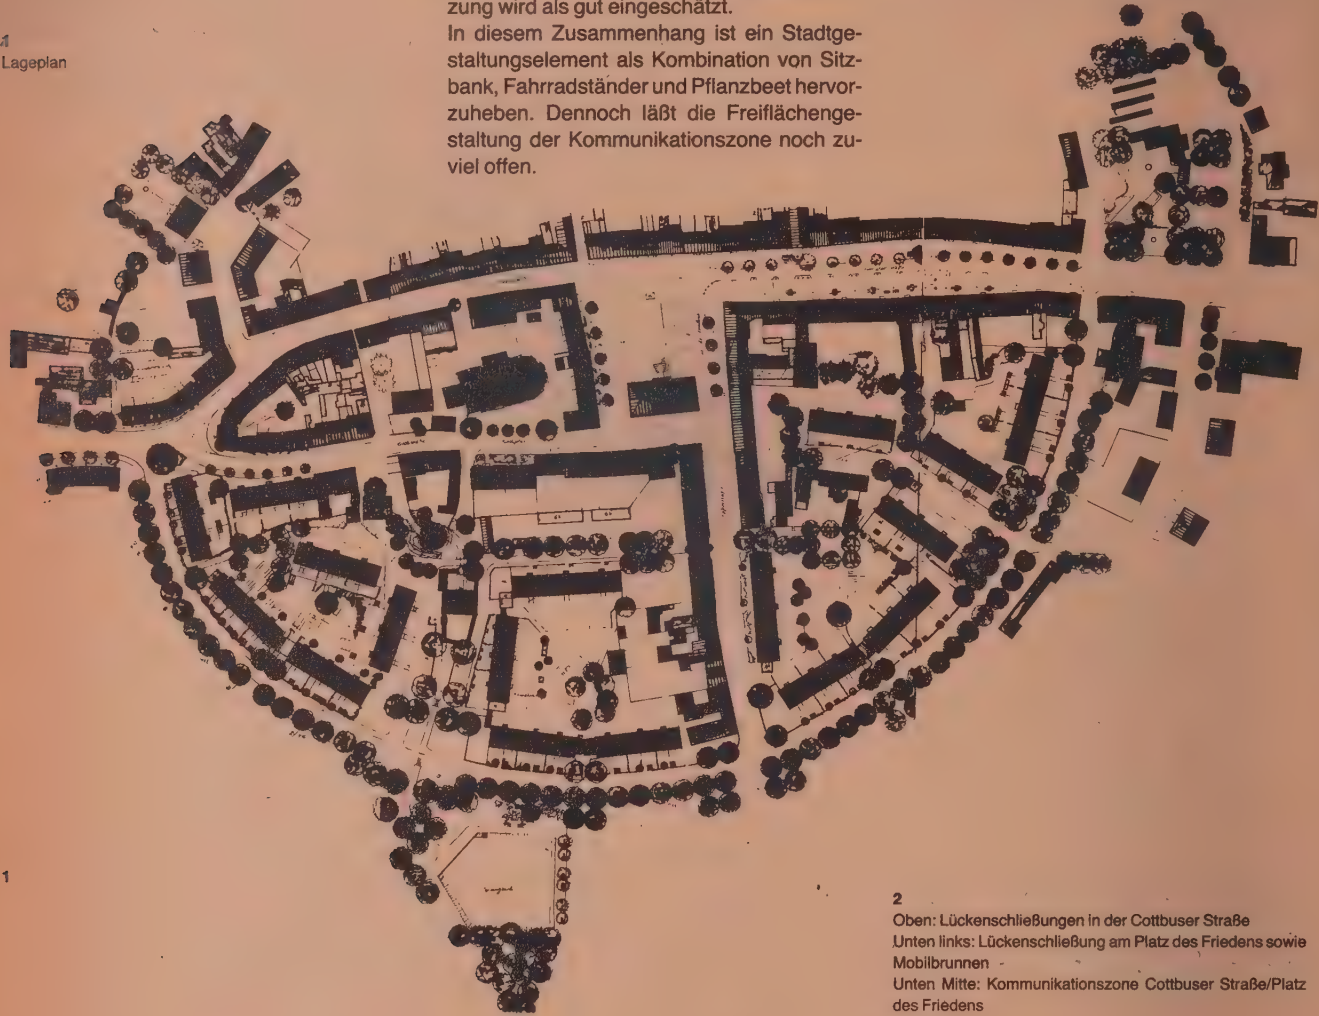 zung wird als gut eingeschätzt.
In diesem Zusammenhang ist ein Stadtge-
staltungselement als Kombination von Sitz-
bank, Fahrradständer und Pflanzbeet hervor-
zuheben. Dennoch läßt die Freiflächenge-
staltung der Kommunikationszone noch zu-
viel offen.
1
Lageplan
1
2
Oben: Lückenschließungen in der Cottbuser Straße
Unten links: Lückenschließung am Platz des Friedens sowie
Mobilbrunnen
Unten Mitte: Kommunikationszone Cottbuser Straße/Platz
des Friedens